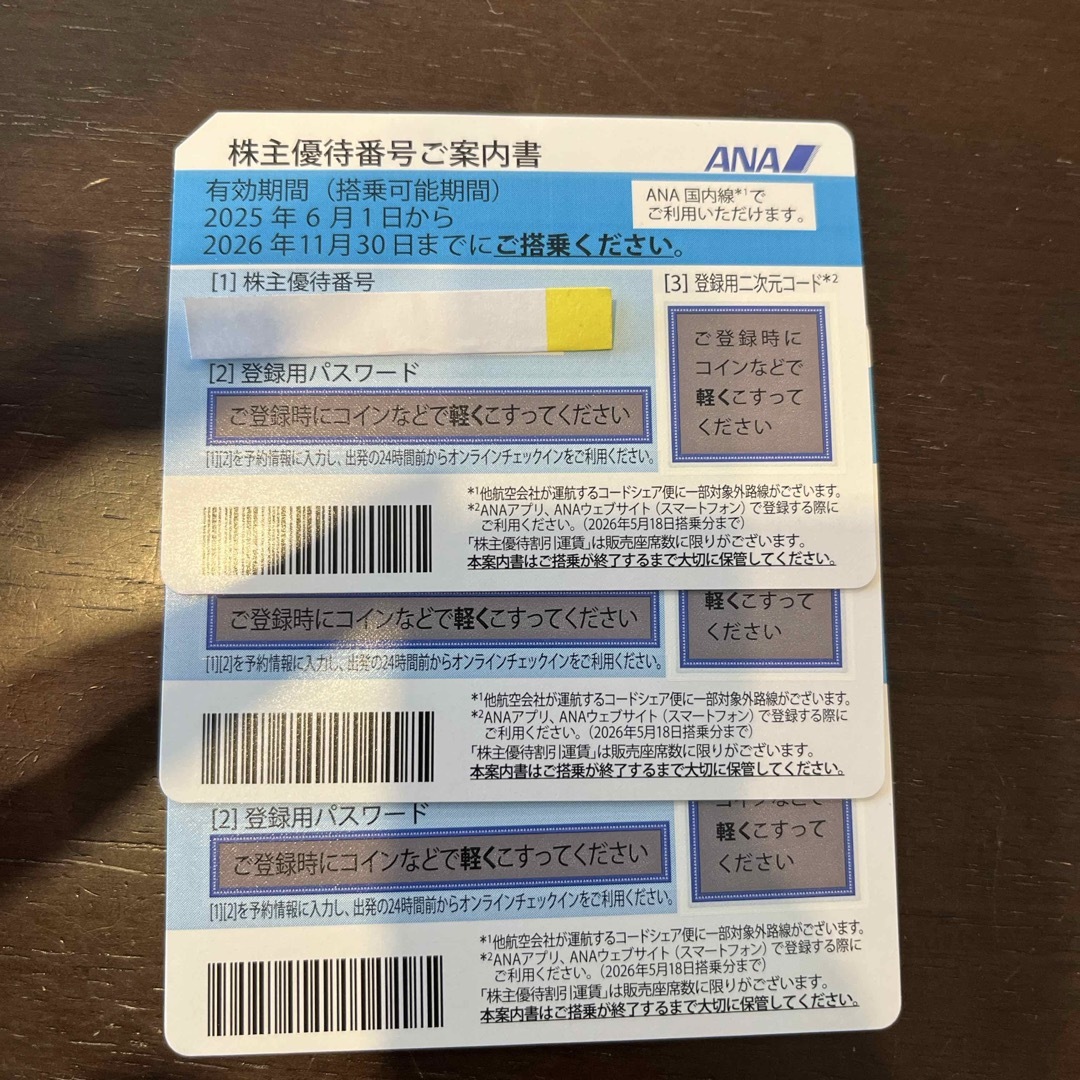 株主優待番号ご案内書
ANA
有効期間（搭乗可能期間）
2025 年 6 月 1 日から
2026 年 11 月 30 日までにご搭乗ください。
ANA 国内線*1で
ご利用いただけます。
[1] 株主優待番号
[2] 登録用パスワード
ご登録時にコインなどで軽くこすってください
[1][2]を予約情報に入力し、出発の24時間前からオンラインチェックインをご利用ください。
[3] 登録用二次元コード*2
ご登録時に
コインなどで
軽くこすって
ください
*1他航空会社が運航するコードシェア便に一部対象外路線がございます。
*2ANAアプリ、ANAウェブサイト（スマートフォン）で登録する際に
ご利用ください。（2026年5月18日搭乗分まで）
「株主優待割引運賃」は販売座席数に限りがございます。
本案内書はご搭乗が終了するまで大切に保管してください。
ご登録時にコインなどで軽くこすってください
[1][2]を予約情報に入力し、出発の24時間前からオンラインチェックインをご利用ください。
軽くこすって
ください
*1他航空会社が運航するコードシェア便に一部対象外路線がございます。
*2ANAアプリ、ANAウェブサイト（スマートフォン）で登録する際に
ご利用ください。（2026年5月18日搭乗分まで）
「株主優待割引運賃」は販売座席数に限りがございます。
本案内書はご搭乗が終了するまで大切に保管してください。
[2] 登録用パスワード
ご登録時にコインなどで軽くこすってください
[1][2]を予約情報に入力し、出発の24時間前からオンラインチェックインをご利用ください。
コインなどで
軽くこすって
ください
*1他航空会社が運航するコードシェア便に一部対象外路線がございます。
*2ANAアプリ、ANAウェブサイト（スマートフォン）で登録する際に
ご利用ください。（2026年5月18日搭乗分まで）
「株主優待割引運賃」は販売座席数に限りがございます。
本案内書はご搭乗が終了するまで大切に保管してください。